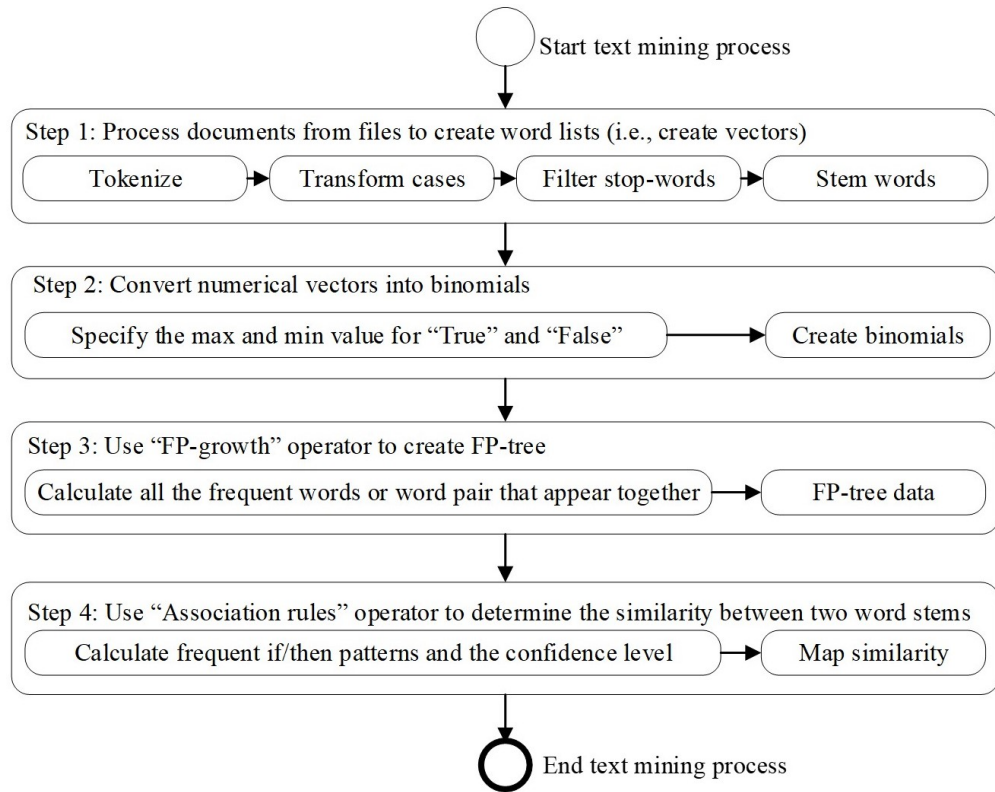 Start text mining process
Step 1: Process documents from files to create word lists (i.e., create vectors)
Tokenize
Transform cases
Filter stop-words
Stem words
Step 2: Convert numerical vectors into binomials
Specify the max and min value for “True” and “False”
Create binomials
Step 3: Use “FP-growth” operator to create FP-tree
Calculate all the frequent words or word pair that appear together
FP-tree data
Step 4: Use “Association rules” operator to determine the similarity between two word stems
Calculate frequent if/then patterns and the confidence level
Map similarity
End text mining process